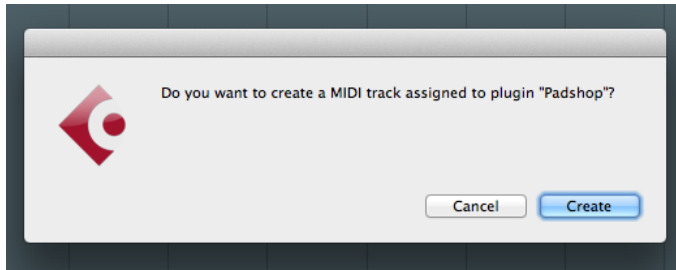 Do you want to create a MIDI track assigned to plugin "Padshop"?
Cancel
Create